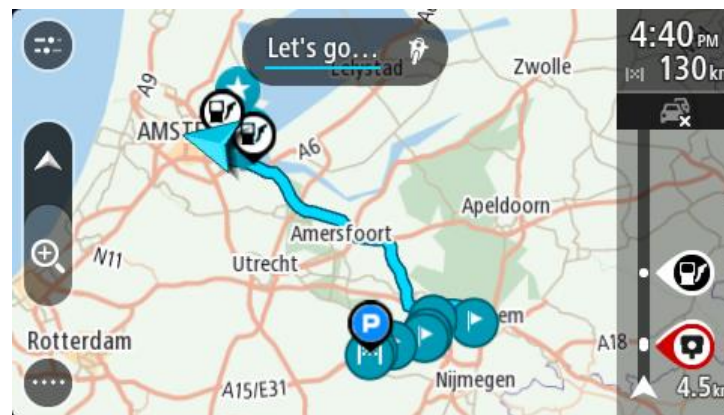 Let's go...
4:40 PM
130 km
Lelystad
Zwolle
A9
A6
Apeldoorn
Amersfoort
N11
Utrecht
P
em
Rotterdam
A18
A15/E31
Nijmegen
4.5 km